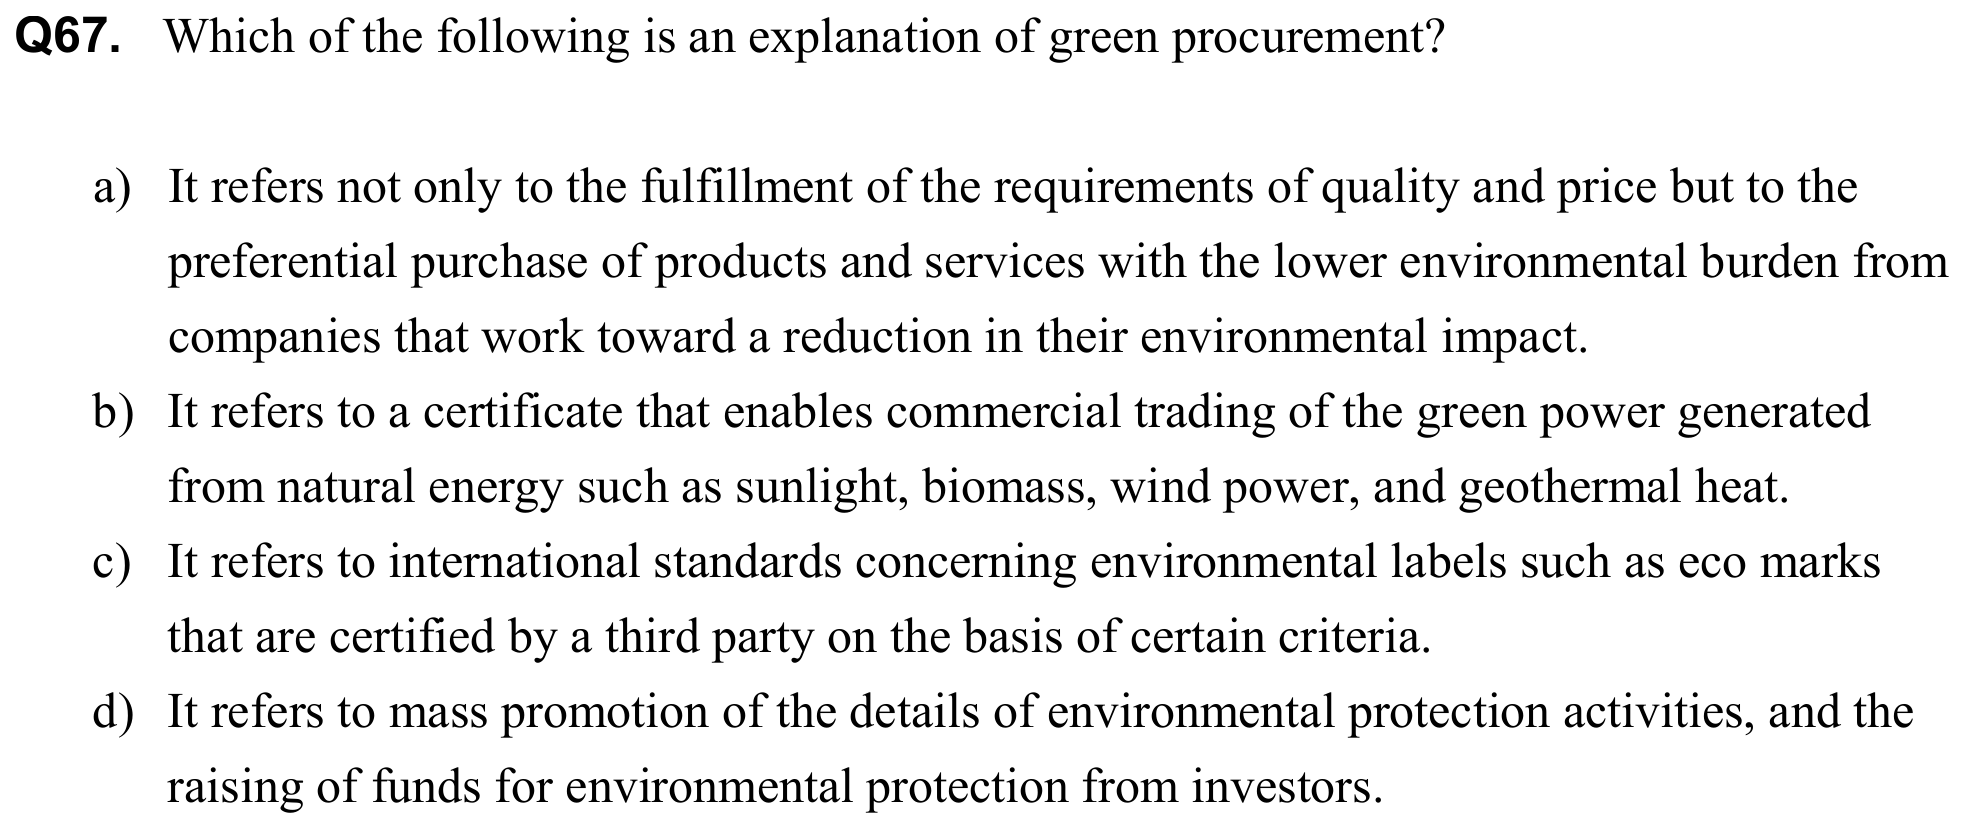 Q67. Which of the following is an explanation of green procurement?
a) It refers not only to the fulfillment of the requirements of quality and price but to the
preferential purchase of products and services with the lower environmental burden from
companies that work toward a reduction in their environmental impact.
b) It refers to a certificate that enables commercial trading of the green power generated
from natural energy such as sunlight, biomass, wind power, and geothermal heat.
c) It refers to international standards concerning environmental labels such as eco marks
that are certified by a third party on the basis of certain criteria.
d) It refers to mass promotion of the details of environmental protection activities, and the
raising of funds for environmental protection from investors.